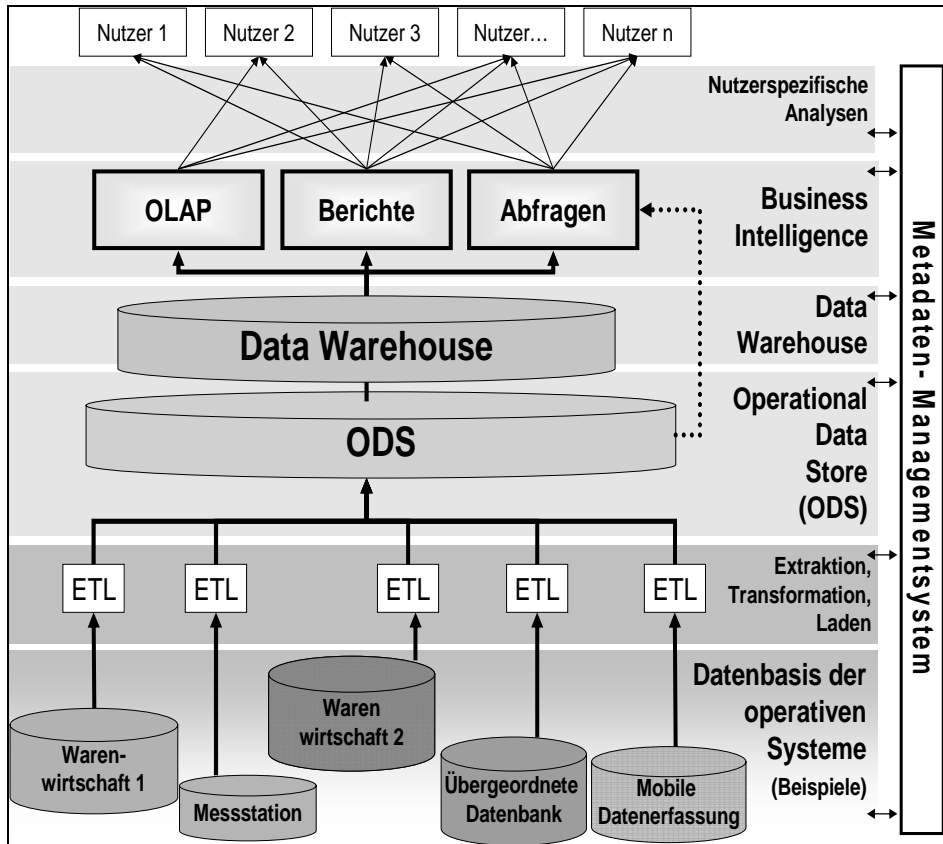 Nutzer 1
Nutzer 2
Nutzer 3
Nutzer…
Nutzer n
Nutzerspezifische
Analysen
OLAP
Berichte
Abfragen
Business
Intelligence
Data Warehouse
Data
Warehouse
ODS
Operational
Data
Store
(ODS)
ETL
ETL
ETL
ETL
ETL
Extraktion,
Transformation,
Laden
Waren-
wirtschaft 1
Messstation
Waren
wirtschaft 2
Übergeordnete
Datenbank
Mobile
Datenerfassung
Datenbasis der
operativen
Systeme
(Beispiele)
Metadaten- Managementsystem